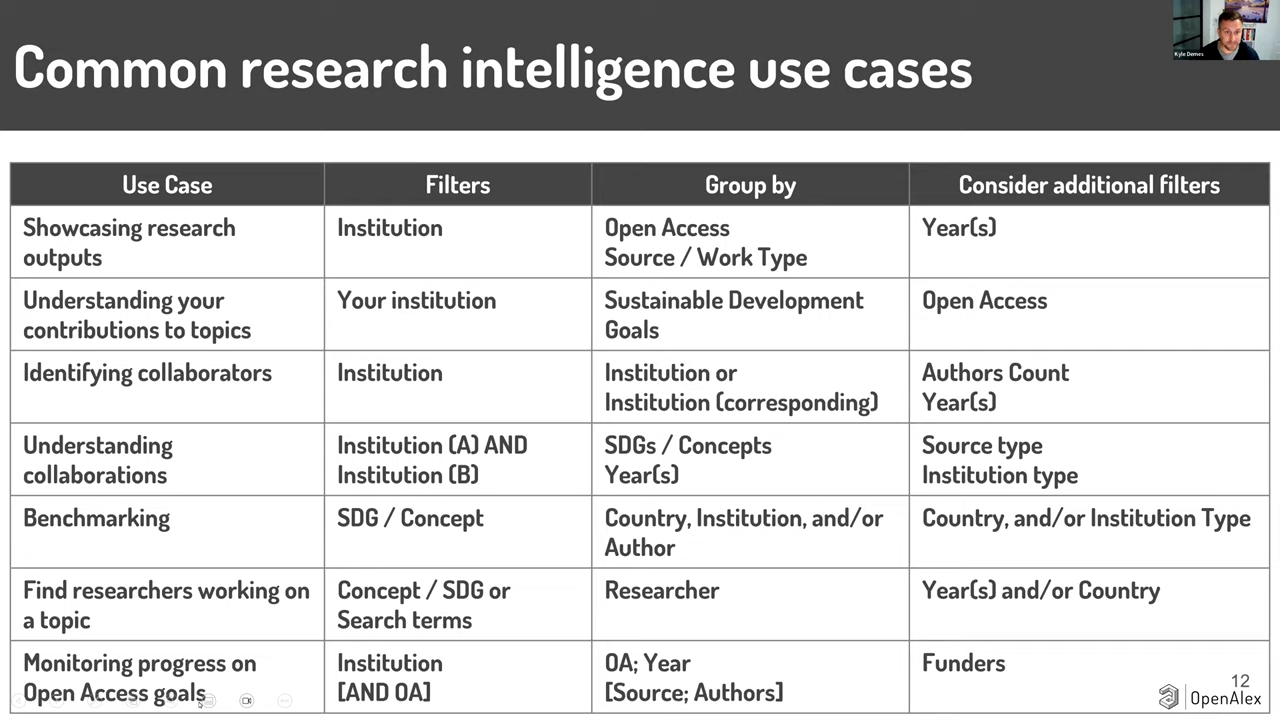 Common research intelligence use cases
Kyle Demes
Use Case
Filters
Group by
Consider additional filters
Showcasing research
outputs
Institution
Open Access
Source / Work Type
Year(s)
Understanding your
contributions to topics
Your institution
Sustainable Development
Goals
Open Access
Identifying collaborators
Institution
Institution or
Institution (corresponding)
Authors Count
Year(s)
Understanding
collaborations
Institution (A) AND
Institution (B)
SDGs / Concepts
Year(s)
Source type
Institution type
Benchmarking
SDG / Concept
Country, Institution, and/or
Author
Country, and/or Institution Type
Find researchers working on
a topic
Concept / SDG or
Search terms
Researcher
Year(s) and/or Country
Monitoring progress on
Open Access goals
Institution
[AND OA]
OA; Year
[Source; Authors]
Funders
12
OpenAlex